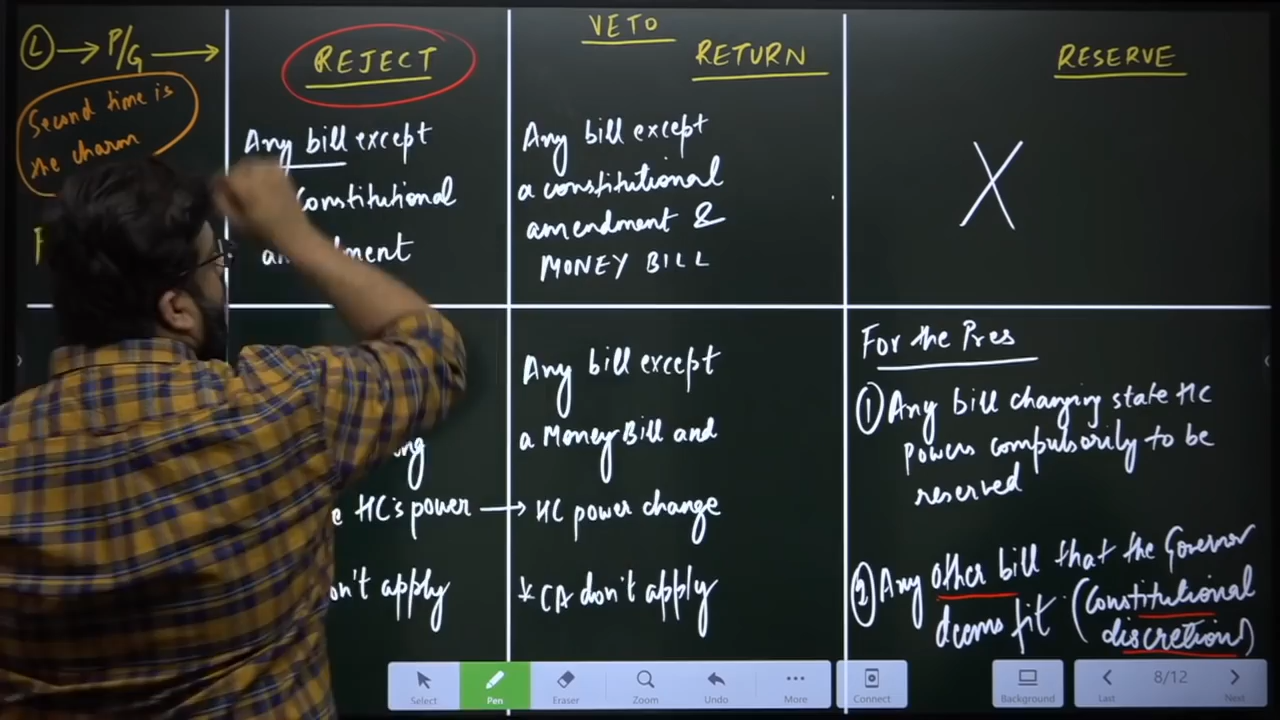 L → P/G →
VETO
REJECT
RETURN
RESERVE
Second time is
the charm
Any bill except
Constitutional
Any bill except
a constitutional
amendment &
MONEY BILL
X
HC's power →
n't apply
Any bill except
a Money Bill and
HC power change
* CA don't apply
For the Pres
① Any bill changing state HC
powers compulsorily to be
reserved
② Any other bill that the Governor
deems fit (Constitutional
discretion)
Select
Pen
Eraser
Zoom
Undo
More
Connect
Background
Last
8/12
Next